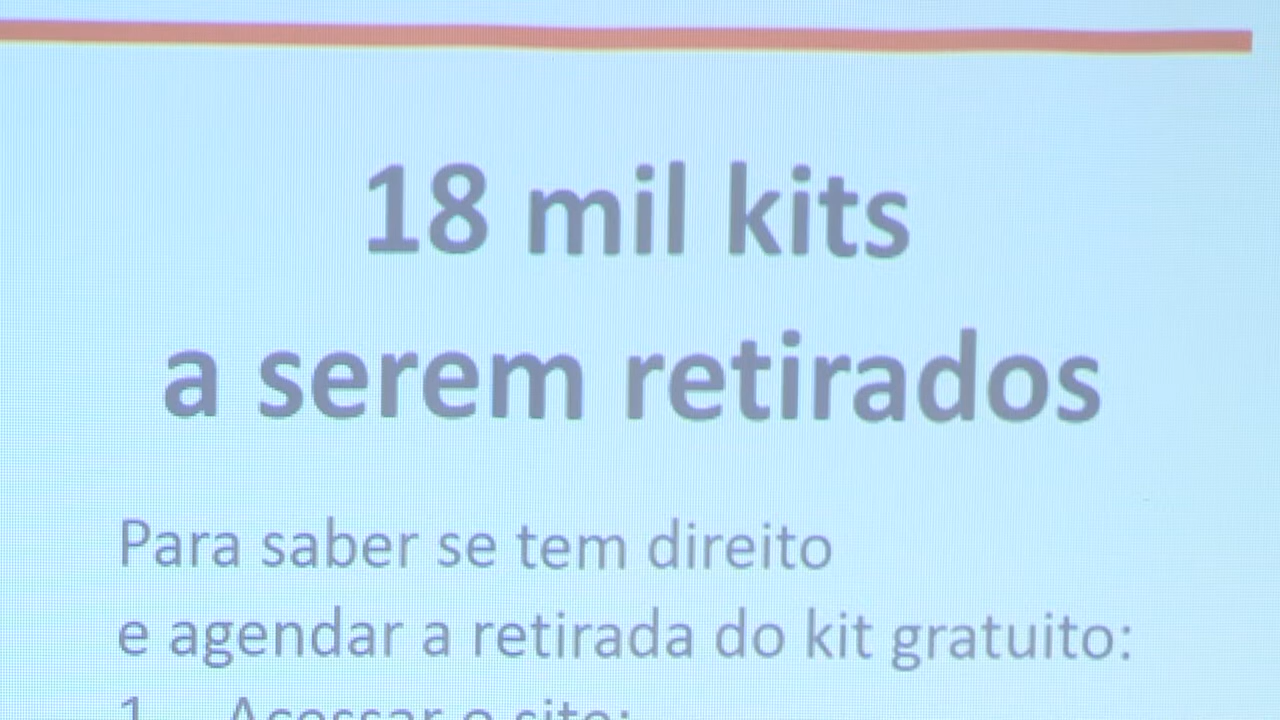 18 mil kits
a serem retirados
Para saber se tem direito
e agendar a retirada do kit gratuito:
1. Acessar o site: